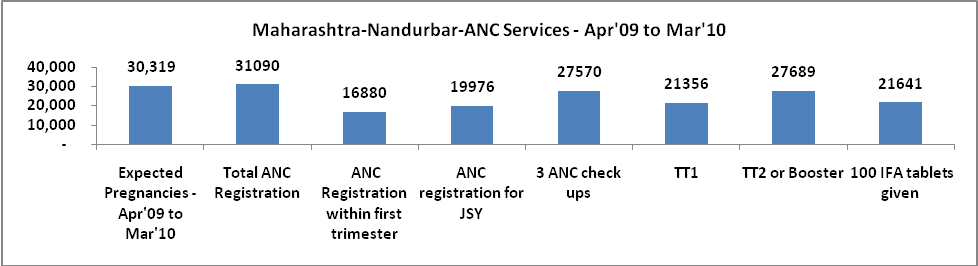 Maharashtra-Nandurbar-ANC Services - Apr'09 to Mar'10
40,000
30,000
20,000
10,000
-
30,319
31090
16880
19976
27570
21356
27689
21641
Expected
Pregnancies -
Apr'09 to
Mar'10
Total ANC
Registration
ANC
Registration
within first
trimester
ANC
registration for
JSY
3 ANC check
ups
TT1
TT2 or Booster
100 IFA tablets
given